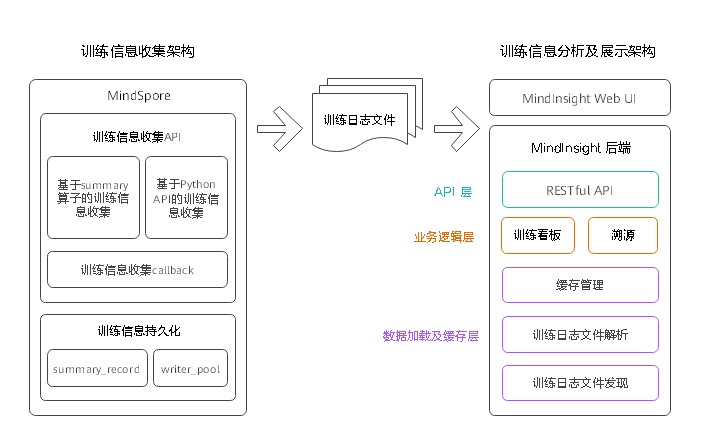 训练信息收集架构
训练信息分析及展示架构
MindSpore
训练信息收集API
基于summary
算子的训练信
息收集
基于Python
API的训练信
息收集
训练信息收集callback
训练信息持久化
summary_record
writer_pool
训练日志文件
MindInsight Web UI
MindInsight 后端
API 层
RESTful API
业务逻辑层
训练看板
溯源
缓存管理
数据加载及缓存层
训练日志文件解析
训练日志文件发现